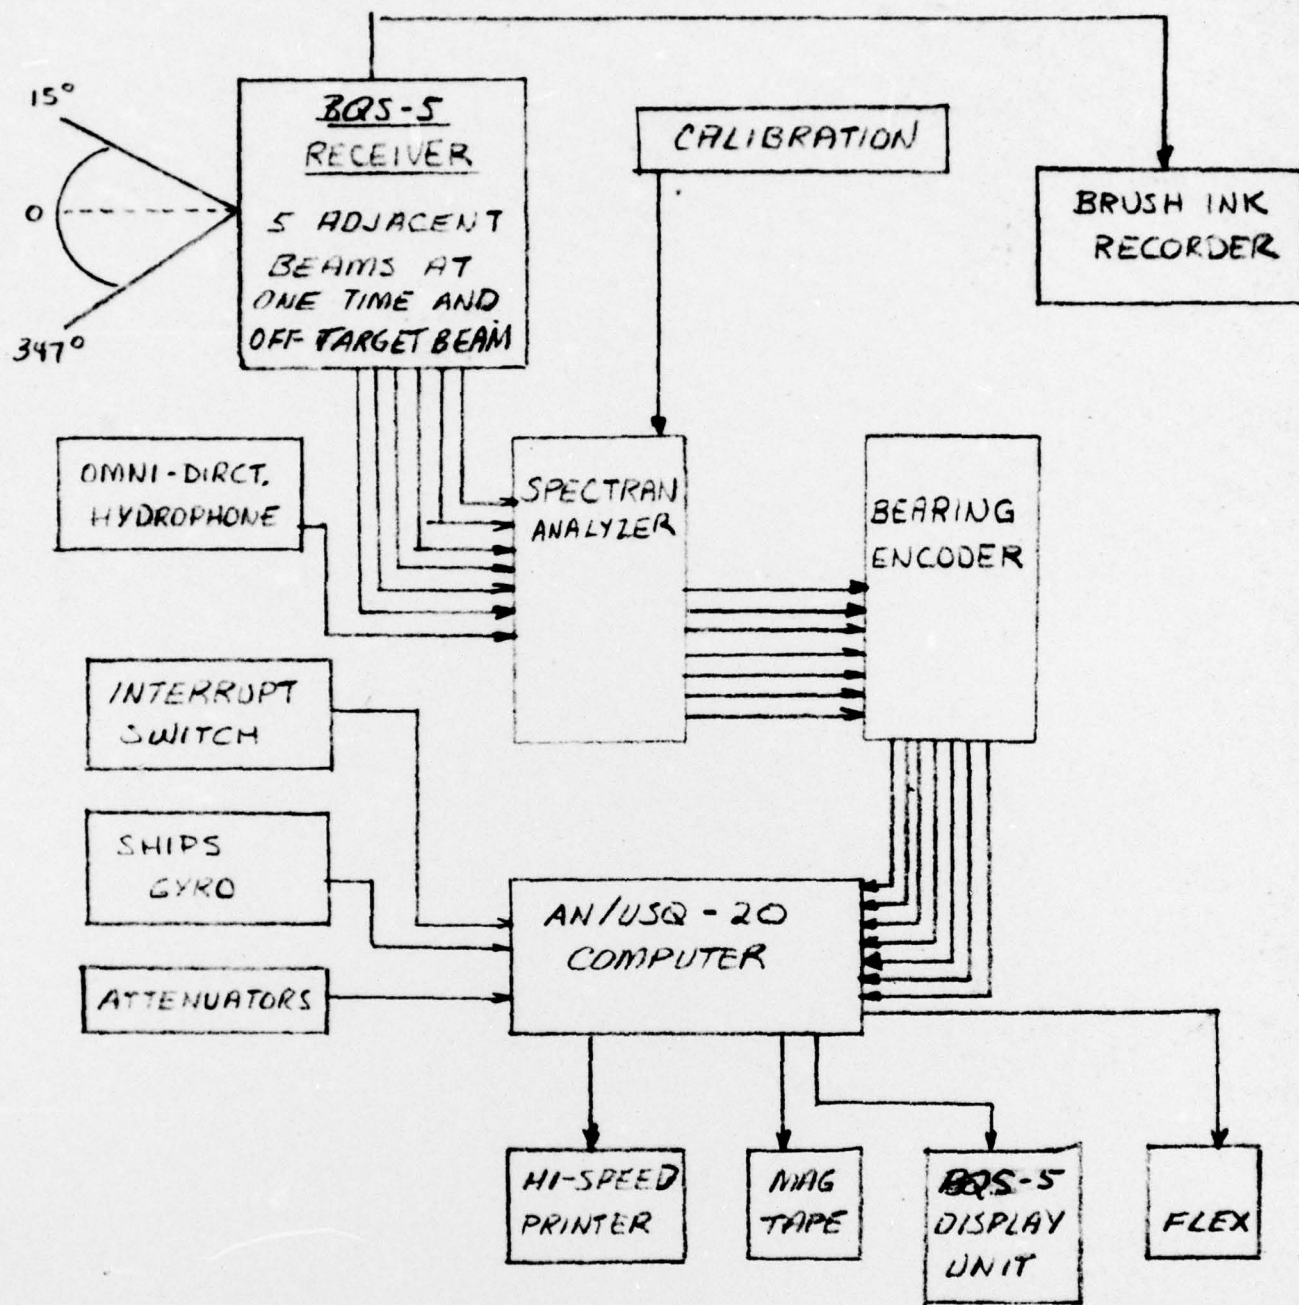 15°
0
347°
BQS-5
RECEIVER
5 ADJACENT
BEAMS AT
ONE TIME AND
OFF TARGET BEAM
CALIBRATION
BRUSH INK
RECORDER
OMNI-DIRCT.
HYDROPHONE
SPECTRAN
ANALYZER
BEARING
ENCODER
INTERRUPT
SWITCH
SHIPS
GYRO
ATTENUATORS
AN/USQ-20
COMPUTER
HI-SPEED
PRINTER
MAG
TAPE
BQS-5
DISPLAY
UNIT
FLEX